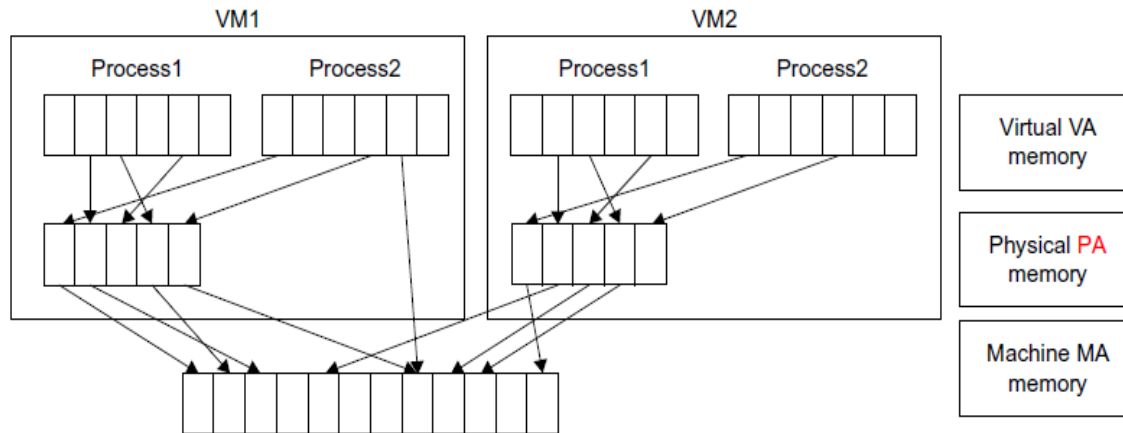 VM1
VM2
Process1
Process2
Process1
Process2
Virtual VA
memory
Physical PA
memory
Machine MA
memory